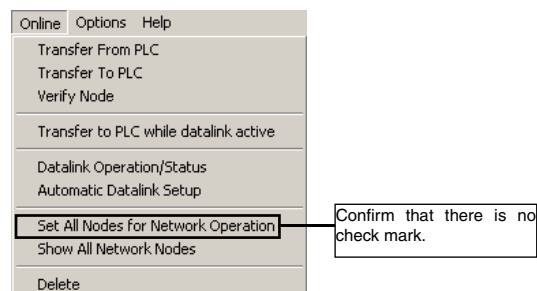 Online Options Help
Transfer From PLC
Transfer To PLC
Verify Node
Transfer to PLC while datalink active
Datalink Operation/Status
Automatic Datalink Setup
Set All Nodes for Network Operation
Confirm that there is no
check mark.
Show All Network Nodes
Delete